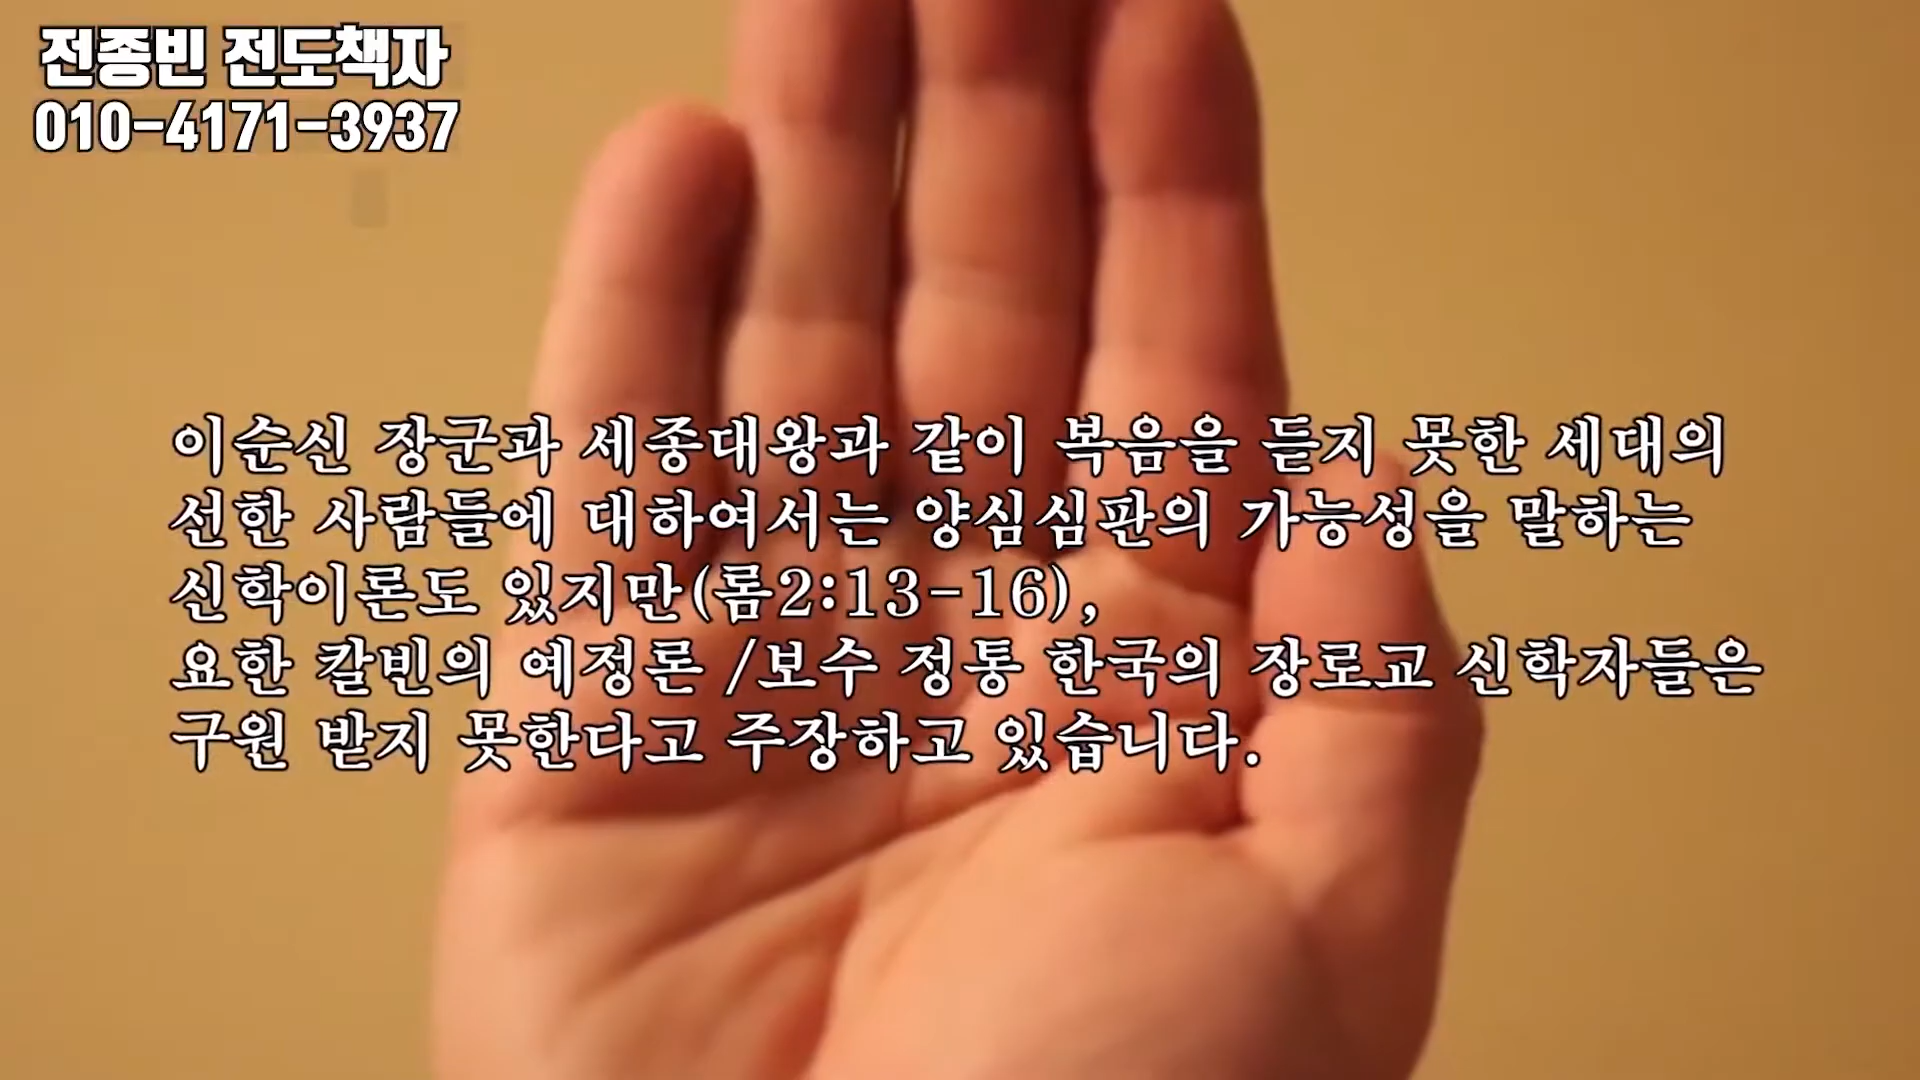 전종빈 전도책자
010-4171-3937
이순신 장군과 세종대왕과 같이 복음을 듣지 못한 세대의
선한 사람들에 대하여서는 양심심판의 가능성을 말하는
신학이론도 있지만(롬2:13-16),
요한 칼빈의 예정론 /보수 정통 한국의 장로교 신학자들은
구원 받지 못한다고 주장하고 있습니다.